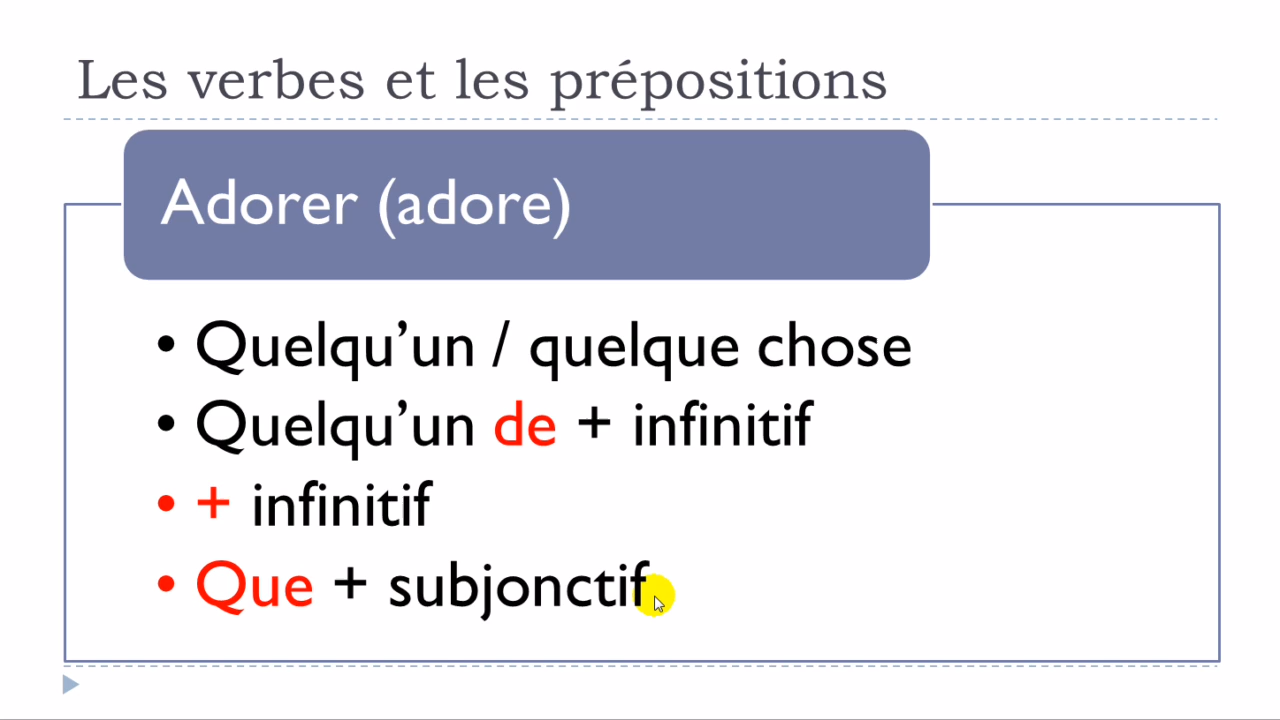 Les verbes et les prépositions
Adorer (adore)
• Quelqu’un / quelque chose
• Quelqu’un de + infinitif
• + infinitif
• Que + subjonctif